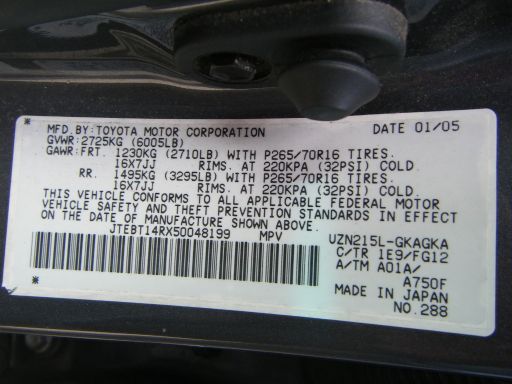 MFD. BY: TOYOTA MOTOR CORPORATION DATE 01/05
GVWR: 2725KG (6005LB)
GAWR: FRT. 1230KG (2710LB) WITH P265/70R16 TIRES.
16X7JJ RIMS. AT 220KPA (32PSI) COLD.
RR. 1495KG (3295LB) WITH P265/70R16 TIRES.
16X7JJ RIMS. AT 220KPA (32PSI) COLD.
THIS VEHICLE CONFORMS TO ALL APPLICABLE FEDERAL MOTOR
VEHICLE SAFETY AND THEFT PREVENTION STANDARDS IN EFFECT
ON THE DATE OF MANUFACTURE SHOWN ABOVE.
JTEBT14RX50048199 MPV UZN215L-GKAGKA
C/TR 1E9/FG12
A/TM A01A/
A750F
MADE IN JAPAN
NO.288